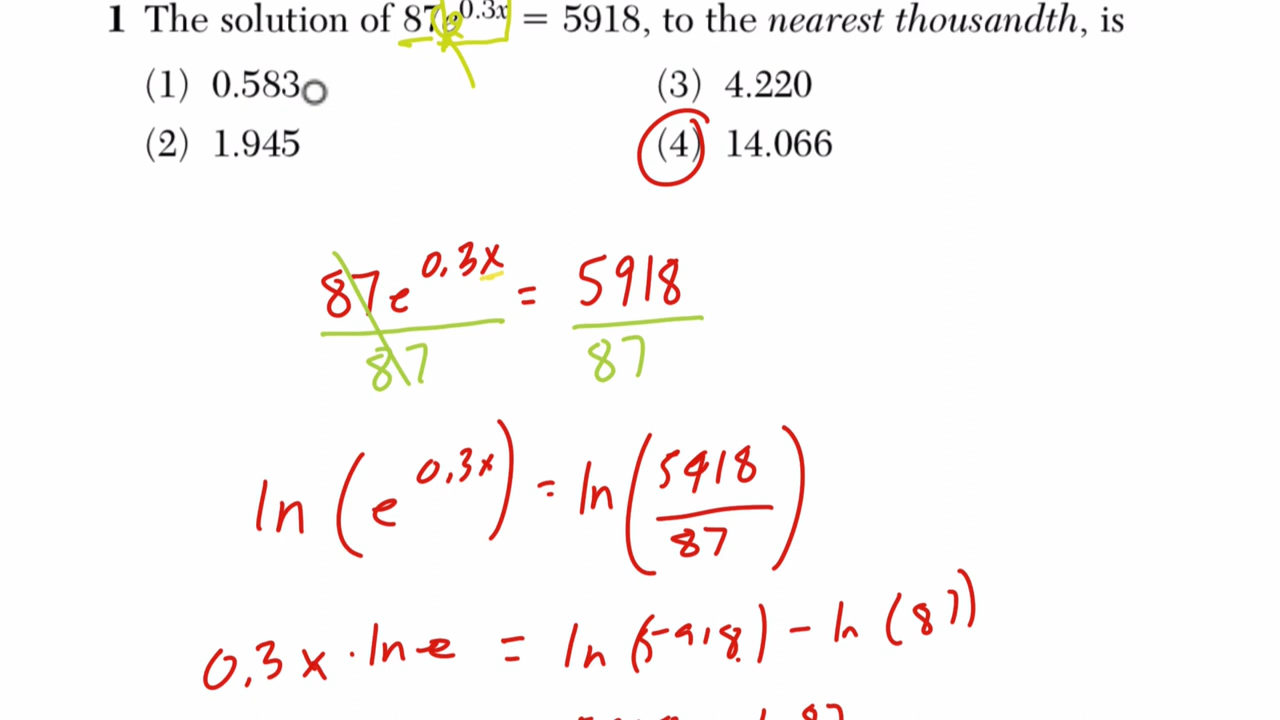 1 The solution of 87e^0.3x = 5918, to the nearest thousandth, is
(1) 0.583 (3) 4.220
(2) 1.945 (4) 14.066
87e^0.3x = 5918
87 87
ln (e^0.3x) = ln (5918/87)
0.3x · ln e = ln (5918) - ln (87)
87